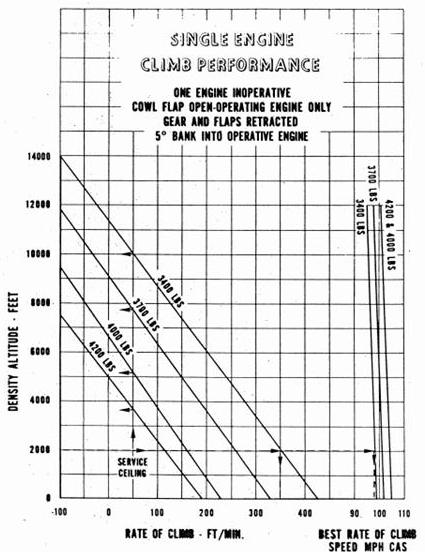 SINGLE ENGINE
CLIMB PERFORMANCE
ONE ENGINE INOPERATIVE
COWL FLAP OPEN-OPERATING ENGINE ONLY
GEAR AND FLAPS RETRACTED
5° BANK INTO OPERATIVE ENGINE
14000
12000
10000
8000
6000
4000
2000
0
DENSITY ALTITUDE - FEET
3400 LBS
3700 LBS
4000 LBS
4200 LBS
SERVICE
CEILING
3400 LBS
3700 LBS
4200 & 4000 LBS
-100 0 100 200 300 400 500 90 100 110
RATE OF CLIMB - FT/MIN.
BEST RATE OF CLIMB
SPEED MPH CAS